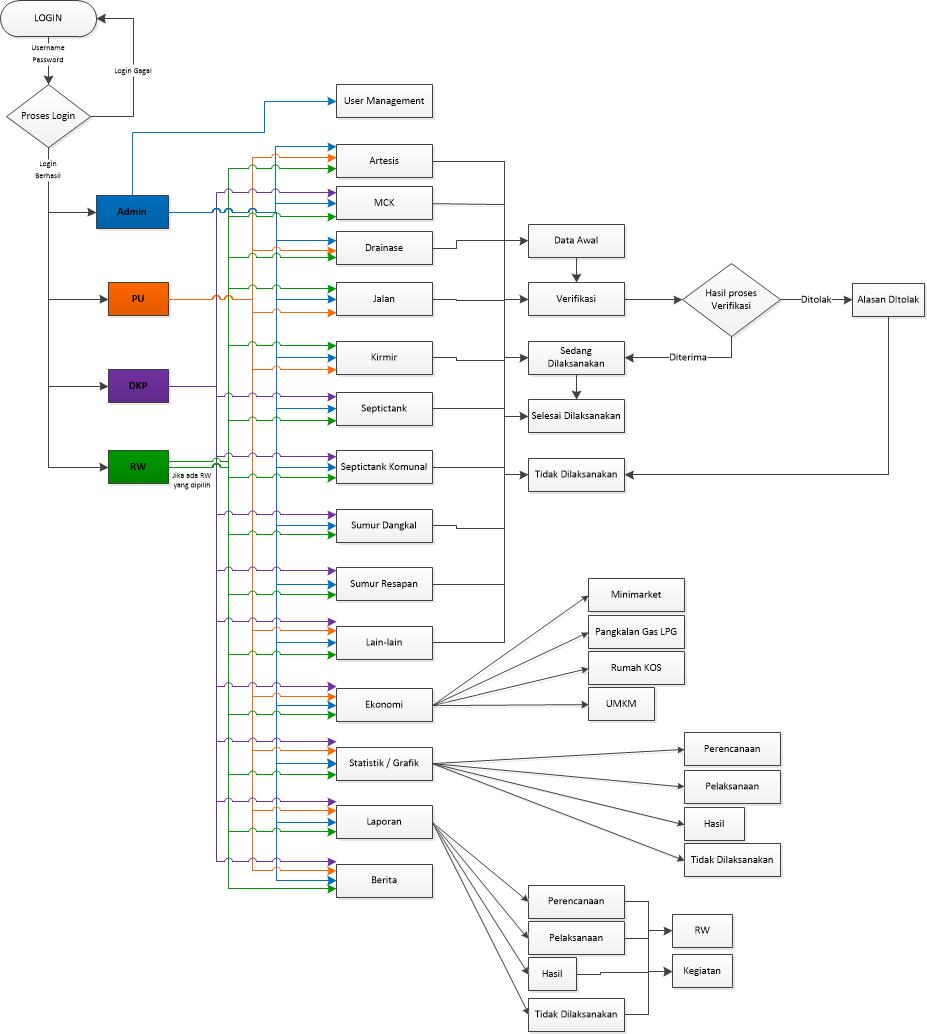 LOGIN
Username
Password
Login Gagal
Proses Login
Login
Berhasil
User Management
Artesis
MCK
Admin
Drainase
Data Awal
PU
Jalan
Verifikasi
Hasil proses
Verifikasi
Ditolak
Alasan DItolak
Kirmir
Sedang
Dilaksanakan
Diterima
DKP
Septictank
Selesai Dilaksanakan
RW
Jika ada RW
yang dipilih
Septictank Komunal
Tidak Dilaksanakan
Sumur Dangkal
Sumur Resapan
Lain-lain
Minimarket
Pangkalan Gas LPG
Rumah KOS
UMKM
Ekonomi
Statistik / Grafik
Perencanaan
Pelaksanaan
Hasil
Tidak Dilaksanakan
Laporan
Berita
Perencanaan
Pelaksanaan
Hasil
Tidak Dilaksanakan
RW
Kegiatan